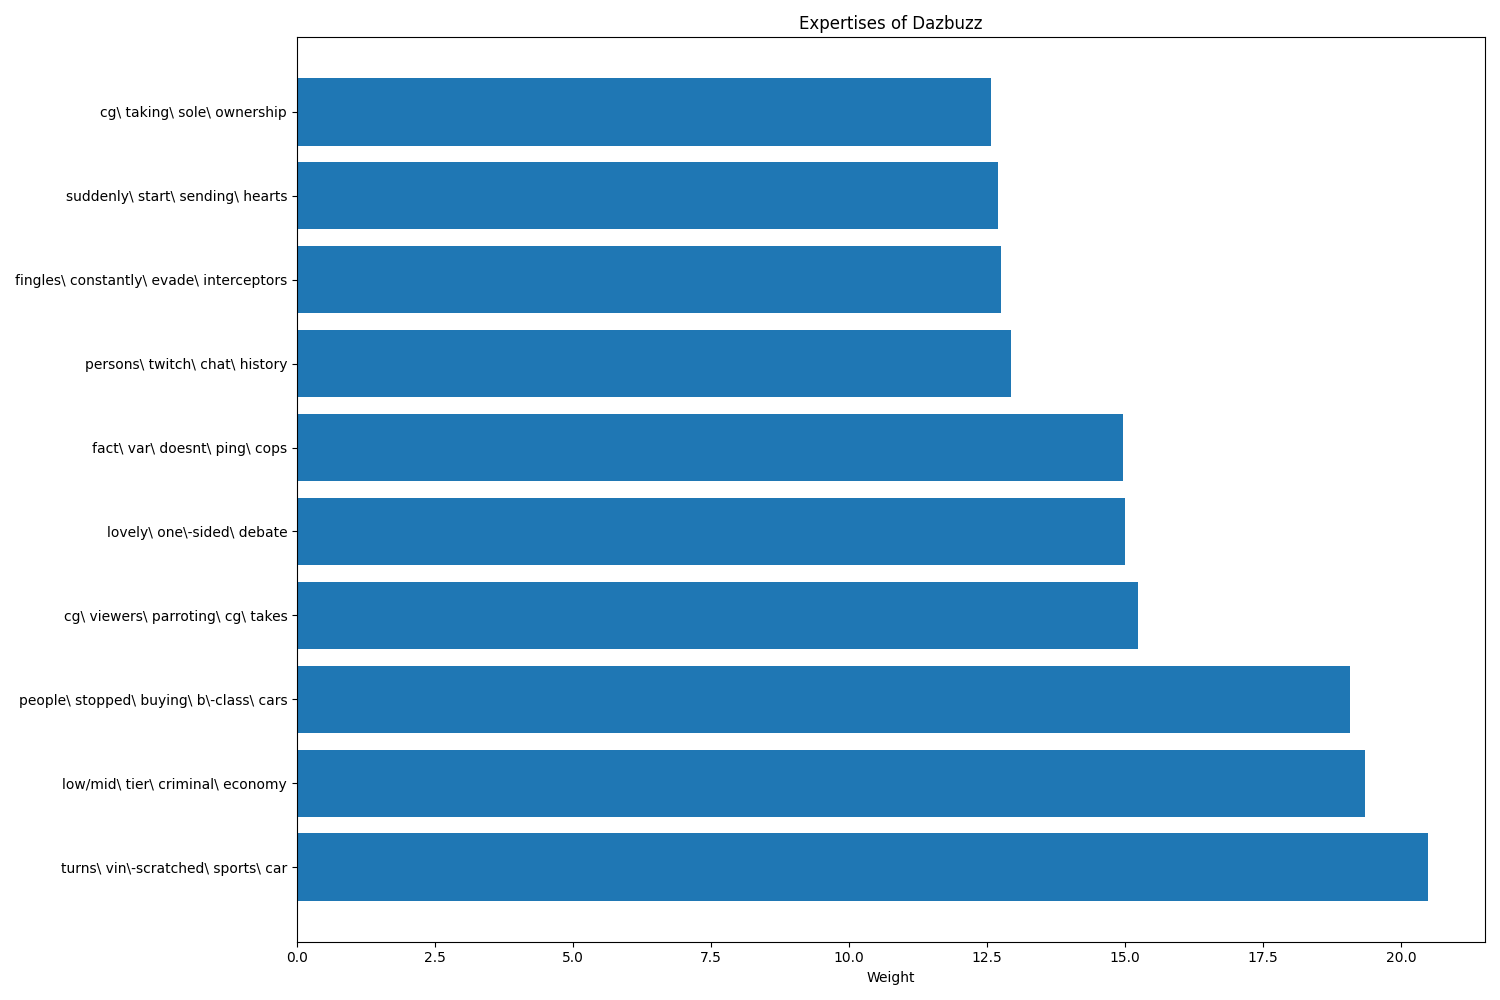 Expertises of Dazbuzz
cg\ taking\ sole\ ownership
suddenly\ start\ sending\ hearts
fingles\ constantly\ evade\ interceptors
persons\ twitch\ chat\ history
fact\ var\ doesnt\ ping\ cops
lovely\ one\-sided\ debate
cg\ viewers\ parroting\ cg\ takes
people\ stopped\ buying\ b\-class\ cars
low/mid\ tier\ criminal\ economy
turns\ vin\-scratched\ sports\ car
0.0 2.5 5.0 7.5 10.0 12.5 15.0 17.5 20.0
Weight